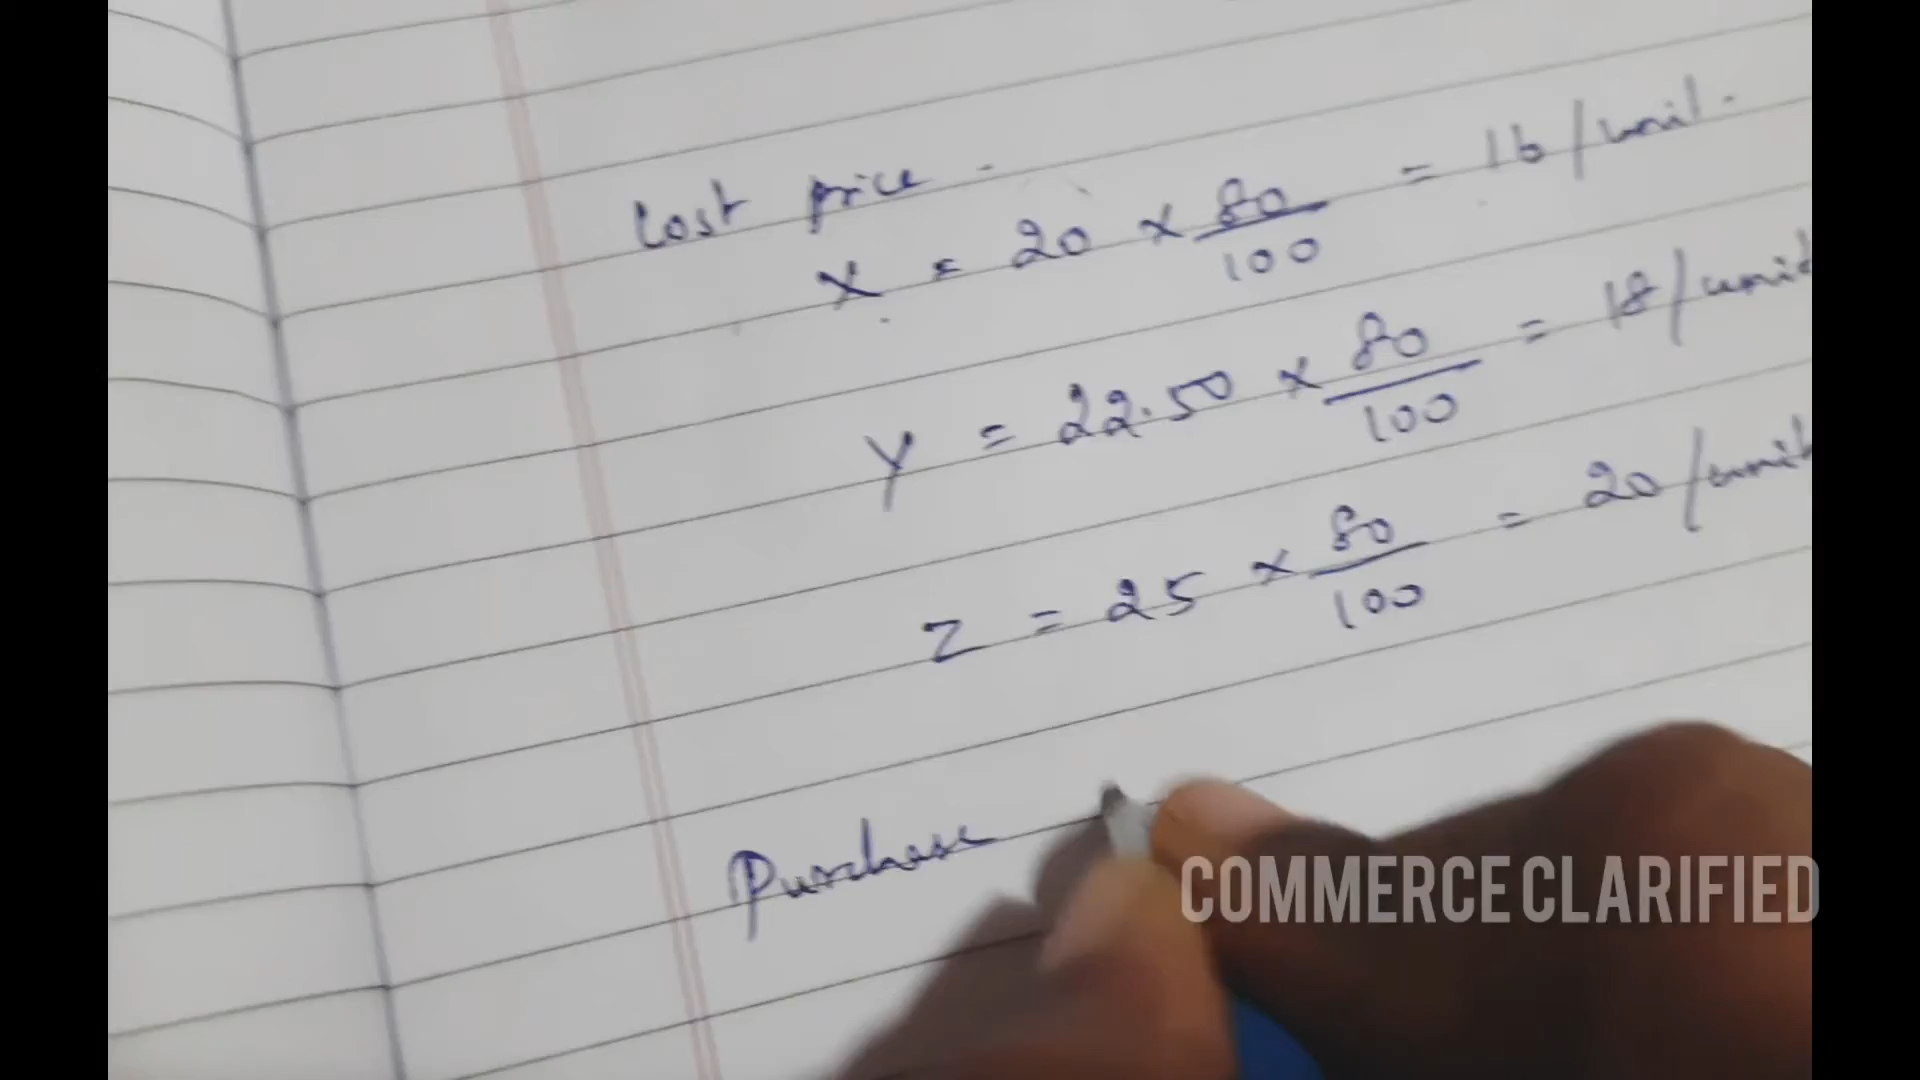 Cost price -
X = 20 × 80/100 = 16/unit.
Y = 22.50 × 80/100 = 18/unit
Z = 25 × 80/100 = 20/unit
Purchase
COMMERCE CLARIFIED